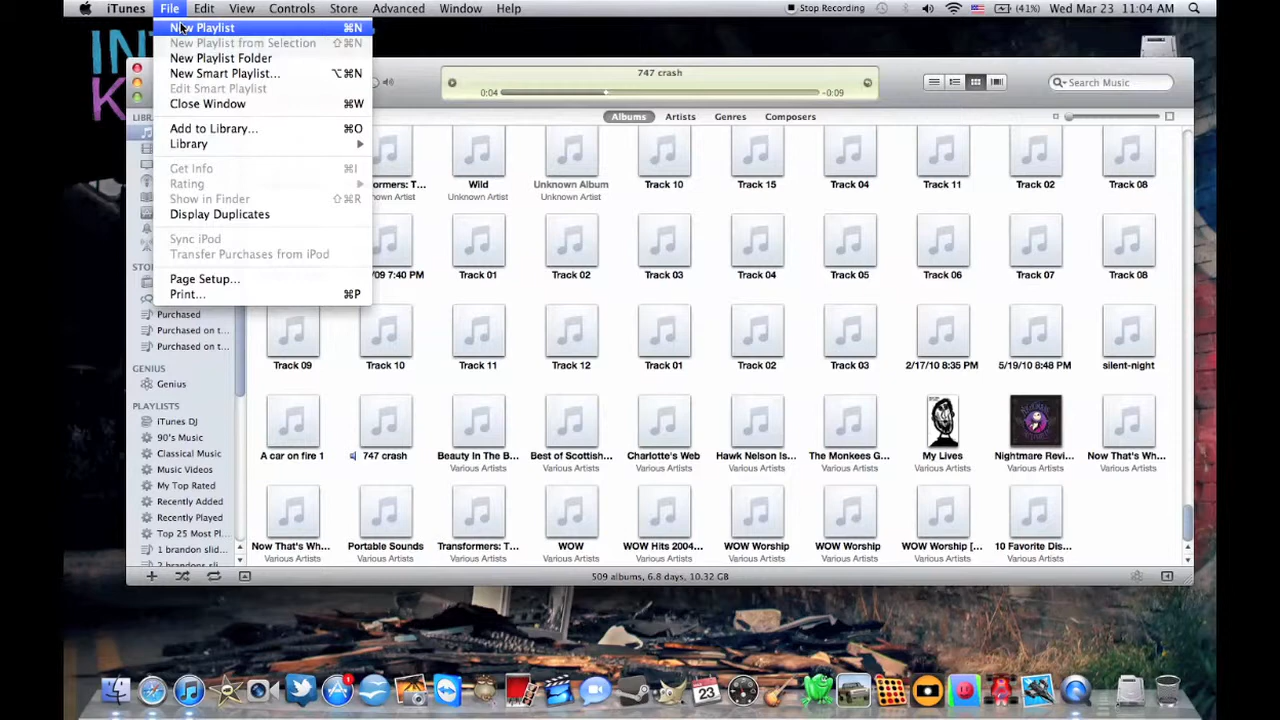 iTunes File Edit View Controls Store Advanced Window Help Stop Recording (41%) Wed Mar 23 11:04 AM
New Playlist ⌘N
New Playlist from Selection ⇧⌘N
New Playlist Folder
New Smart Playlist... ⌥⌘N
Edit Smart Playlist
Close Window ⌘W
Add to Library... ⌘O
Library
Get Info ⌘I
Rating
Show in Finder ⇧⌘R
Display Duplicates
Sync iPod
Transfer Purchases from iPod
Page Setup...
Print... ⌘P
747 crash
0:04 -0:09
Search Music
Albums Artists Genres Composers
LIBR
STO
Purchased
Purchased on t...
Purchased on t...
GENIUS
Genius
PLAYLISTS
iTunes DJ
90's Music
Classical Music
Music Videos
My Top Rated
Recently Added
Recently Played
Top 25 Most Pl...
1 brandon slid...
2 brandon slid...
ormers: T... Wild Unknown Album Track 10 Track 15 Track 04 Track 11 Track 02 Track 08
Unknown Artist Unknown Artist
/09 7:40 PM Track 01 Track 02 Track 03 Track 04 Track 05 Track 06 Track 07 Track 08
Track 09 Track 10 Track 11 Track 12 Track 01 Track 02 Track 03 2/17/10 8:35 PM 5/19/10 8:48 PM silent-night
A car on fire 1 747 crash Beauty In The B... Best of Scottish... Charlotte's Web Hawk Nelson Is... The Monkees G... My Lives Nightmare Revi... Now That's Wh...
Various Artists Various Artists Various Artists Various Artists Various Artists Various Artists Various Artists Various Artists
Now That's Wh... Portable Sounds Transformers: T... WOW WOW Hits 2004... WOW Worship WOW Worship WOW Worship [... 10 Favorite Dis...
Various Artists Various Artists Various Artists Various Artists Various Artists Various Artists Various Artists Various Artists Various Artists
509 albums, 6.8 days, 10.32 GB
23